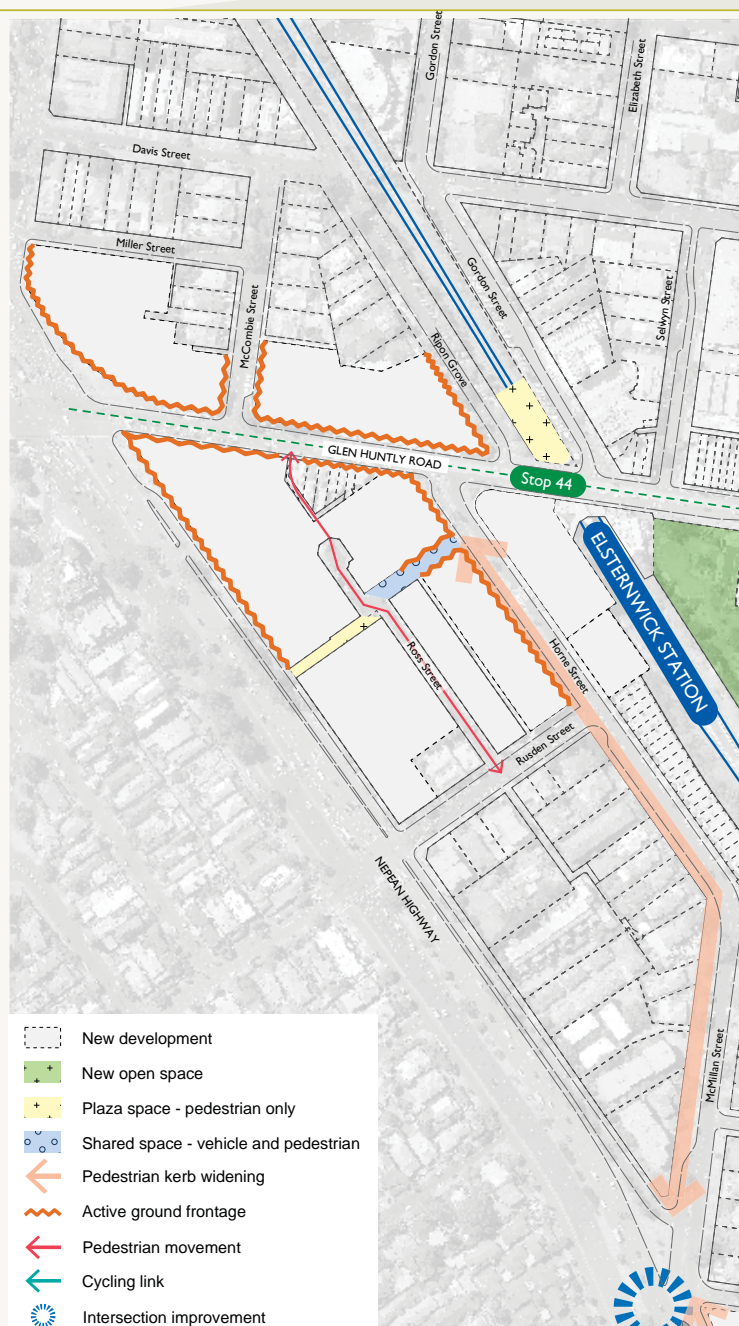 Gordon Street
Elizabeth Street
Davis Street
Miller Street
Gordon Street
McCombie Street
Selwyn Street
Ripon Grove
GLEN HUNTLY ROAD
Stop 44
ELSTERNWICK STATION
Horne Street
Ross Street
Rusden Street
NEPEAN HIGHWAY
McMillan Street
New development
New open space
Plaza space - pedestrian only
Shared space - vehicle and pedestrian
Pedestrian kerb widening
Active ground frontage
Pedestrian movement
Cycling link
Intersection improvement